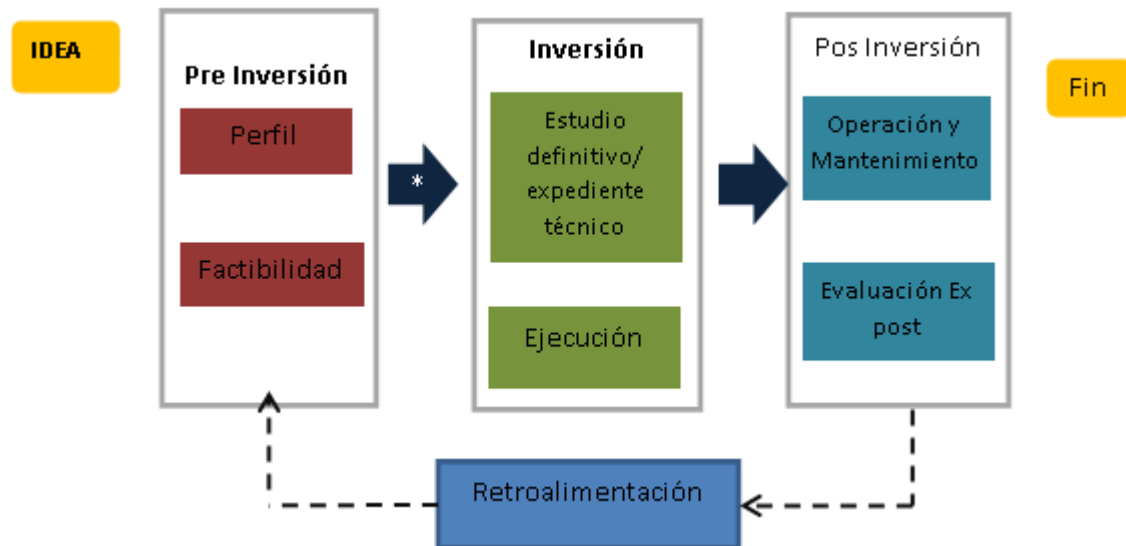 IDEA
Pre Inversión
Perfil
Factibilidad
*
Inversión
Estudio
definitivo/
expediente
técnico
Ejecución
Pos Inversión
Operación y
Mantenimiento
Evaluación Ex
post
Fin
Retroalimentación